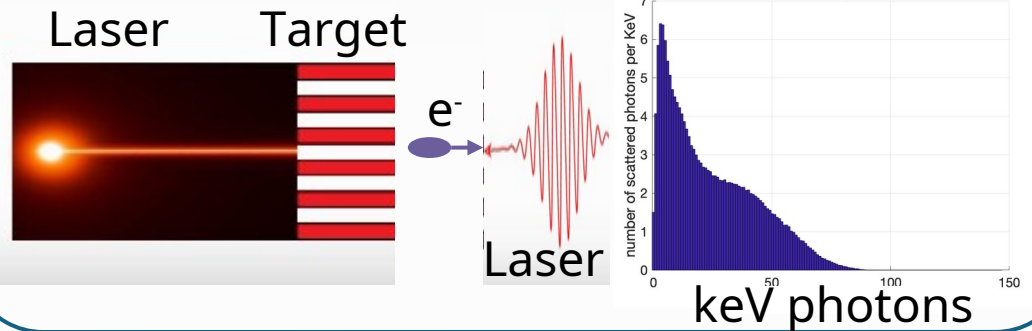 Laser
Target
e-
Laser
number of scattered photons per KeV
7
6
5
4
3
2
1
0
0
50
100
150
keV photons